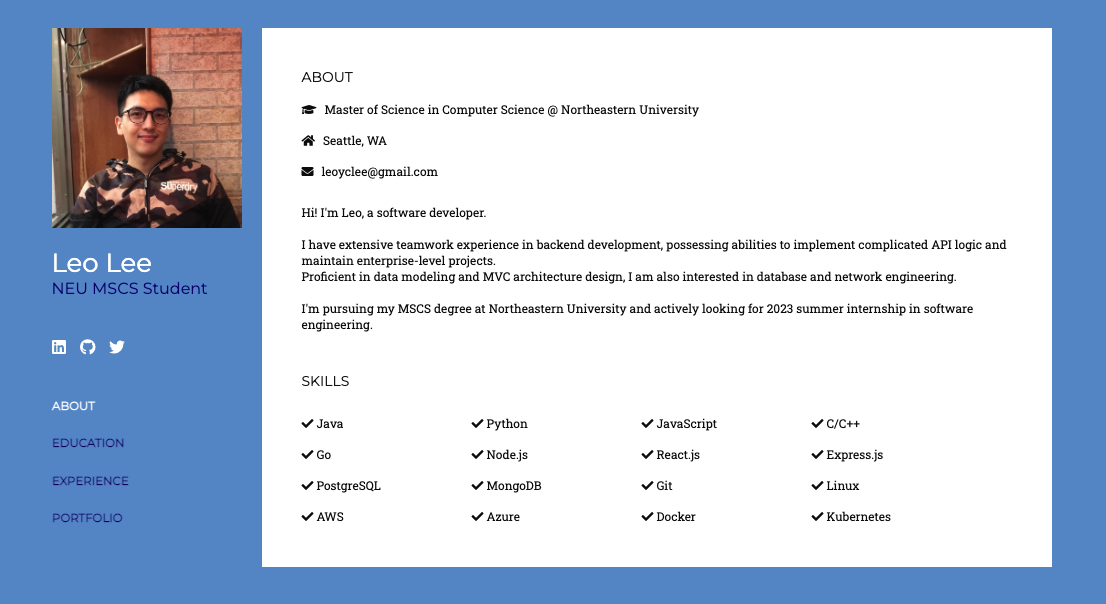 Superdry
Leo Lee
NEU MSCS Student
ABOUT
EDUCATION
EXPERIENCE
PORTFOLIO
ABOUT
Master of Science in Computer Science @ Northeastern University
Seattle, WA
leoyclee@gmail.com
Hi! I'm Leo, a software developer.
I have extensive teamwork experience in backend development, possessing abilities to implement complicated API logic and
maintain enterprise-level projects.
Proficient in data modeling and MVC architecture design, I am also interested in database and network engineering.
I'm pursuing my MSCS degree at Northeastern University and actively looking for 2023 summer internship in software
engineering.
SKILLS
Java Python JavaScript C/C++
Go Node.js React.js Express.js
PostgreSQL MongoDB Git Linux
AWS Azure Docker Kubernetes